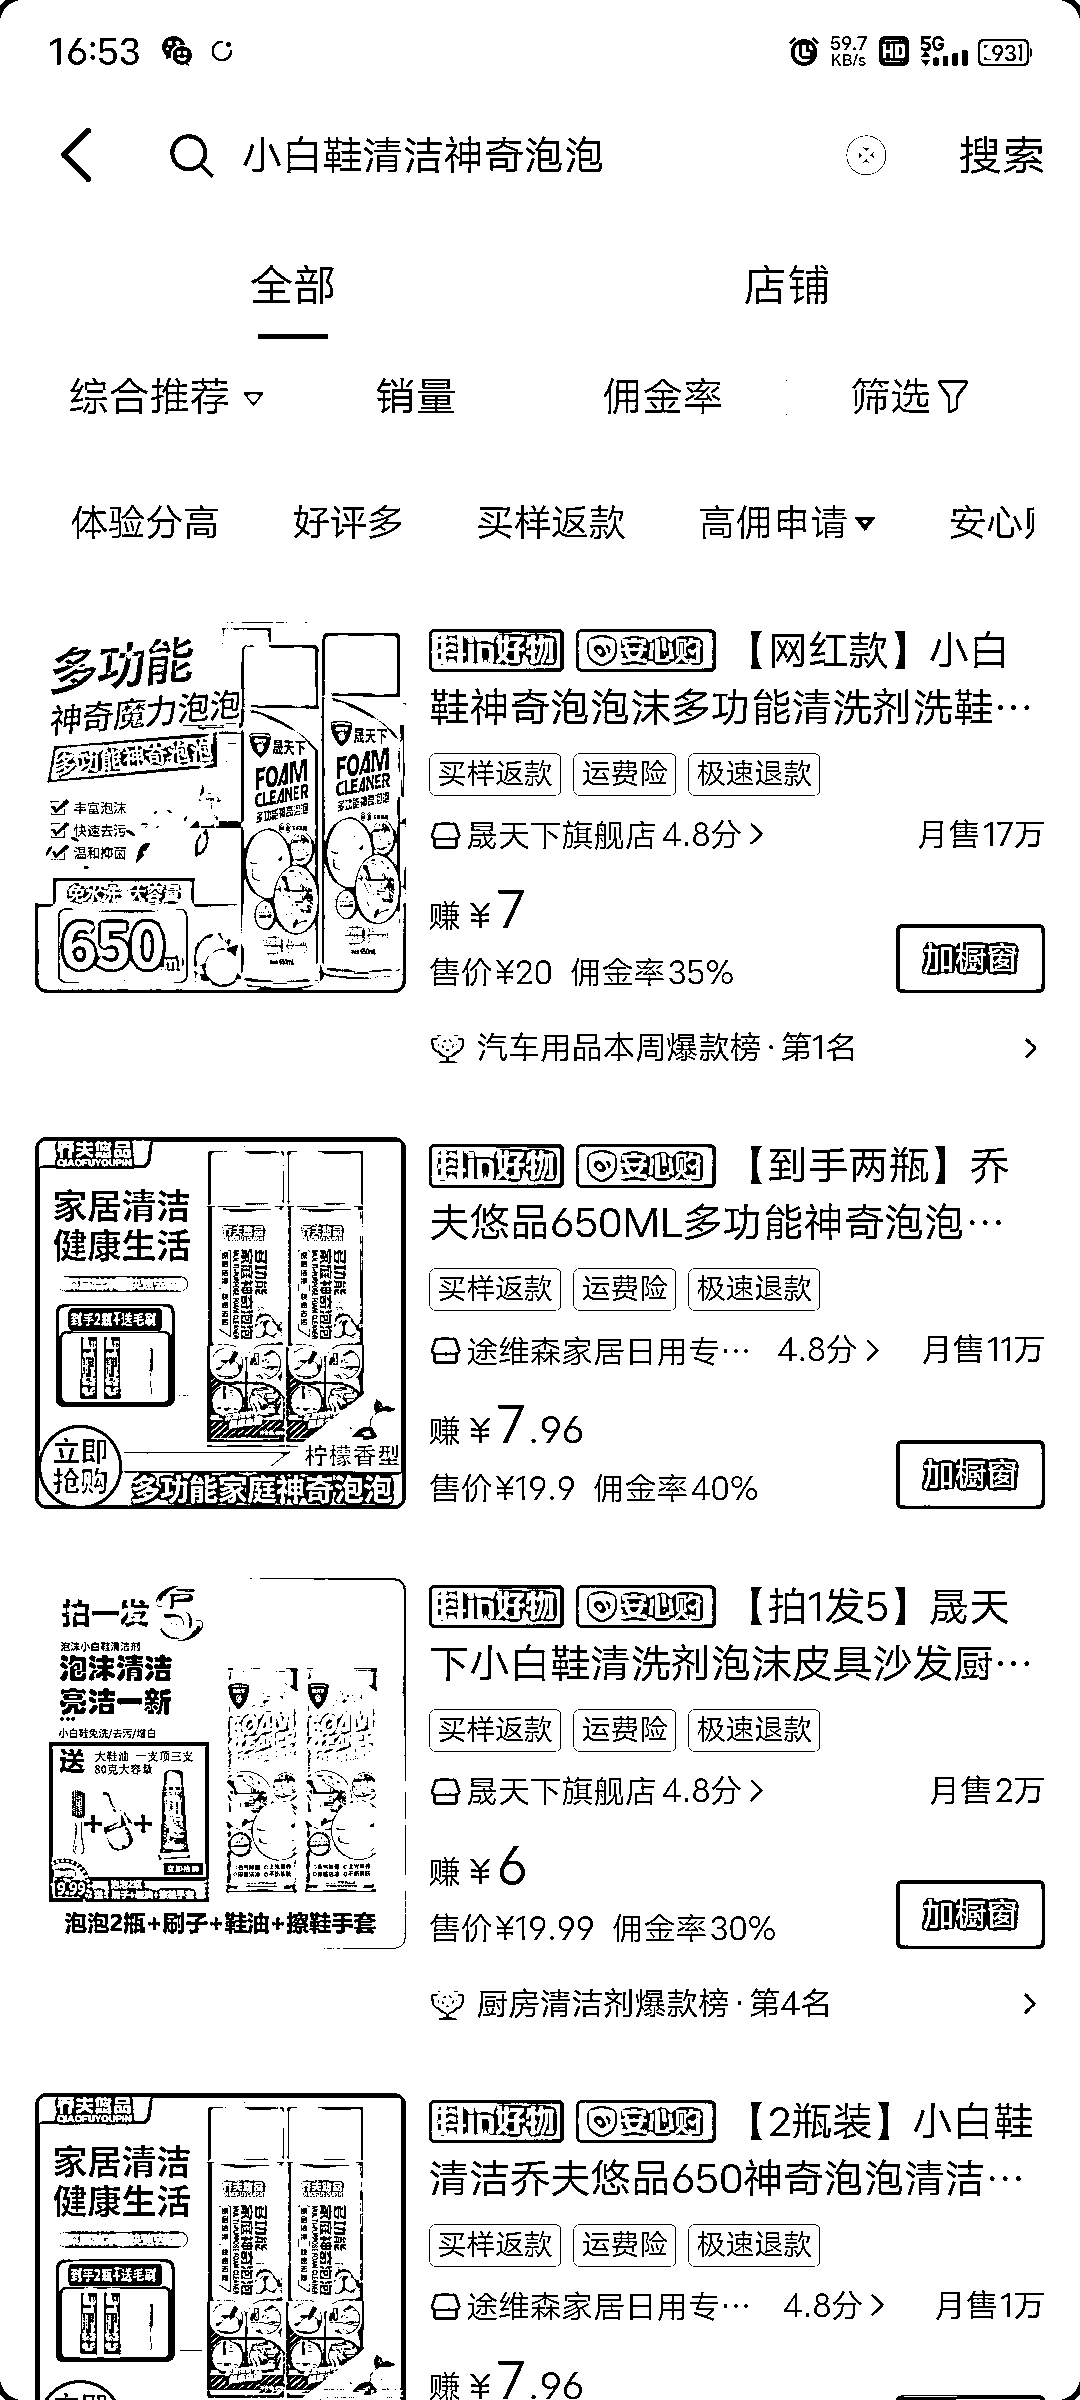 16:53
59.7 KB/s HD 5G 93
小白鞋清洁神奇泡泡
搜索
全部
店铺
综合推荐 销量 佣金率 筛选
体验分高 好评多 买样返款 高佣申请 安心
多功能
神奇魔力泡泡
多功能神奇泡泡
丰富泡沫
快速去污
温和抑菌
免水洗 大容量
650ml
晟天下
FOAM
CLEANER
晟天下
FOAM
CLEANER
抖in好物 安心购 【网红款】小白
鞋神奇泡泡沫多功能清洗剂洗鞋…
买样返款 运费险 极速退款
晟天下旗舰店 4.8分 月售17万
赚 ¥7
售价¥20 佣金率35%
加橱窗
汽车用品本周爆款榜·第1名
乔夫悠品
QIAOFUYOUPIN
家居清洁
健康生活
到手2瓶+送毛刷
立即
抢购
柠檬香型
多功能家庭神奇泡泡
抖in好物 安心购 【到手两瓶】乔
夫悠品650ML多功能神奇泡泡…
买样返款 运费险 极速退款
途维森家居日用专… 4.8分 月售11万
赚 ¥7.96
售价¥19.9 佣金率40%
加橱窗
拍一发
泡沫小白鞋清洁剂
泡沫清洁
亮洁一新
小白鞋免洗/去污/增白
送 大鞋油 一支顶三支
80克大容量
泡泡2瓶+刷子+鞋油+擦鞋手套
抖in好物 安心购 【拍1发5】晟天
下小白鞋清洗剂泡沫皮具沙发厨…
买样返款 运费险 极速退款
晟天下旗舰店 4.8分 月售2万
赚 ¥6
售价¥19.99 佣金率30%
加橱窗
厨房清洁剂爆款榜·第4名
乔夫悠品
QIAOFUYOUPIN
家居清洁
健康生活
到手2瓶+送毛刷
抖in好物 安心购 【2瓶装】小白鞋
清洁乔夫悠品650神奇泡泡清洁…
买样返款 运费险 极速退款
途维森家居日用专… 4.8分 月售1万
赚 ¥7.96